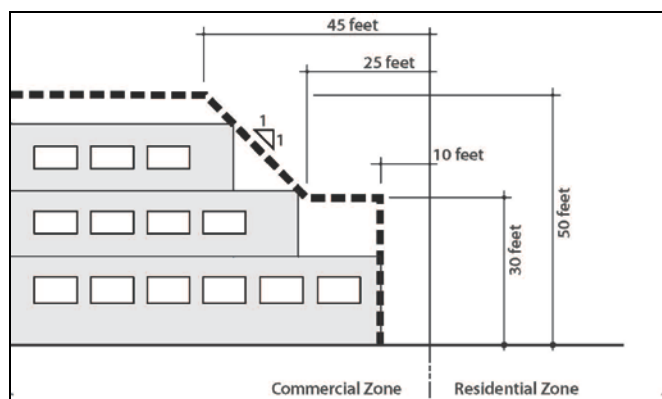 45 feet
25 feet
1
1
10 feet
30 feet
50 feet
Commercial Zone
Residential Zone